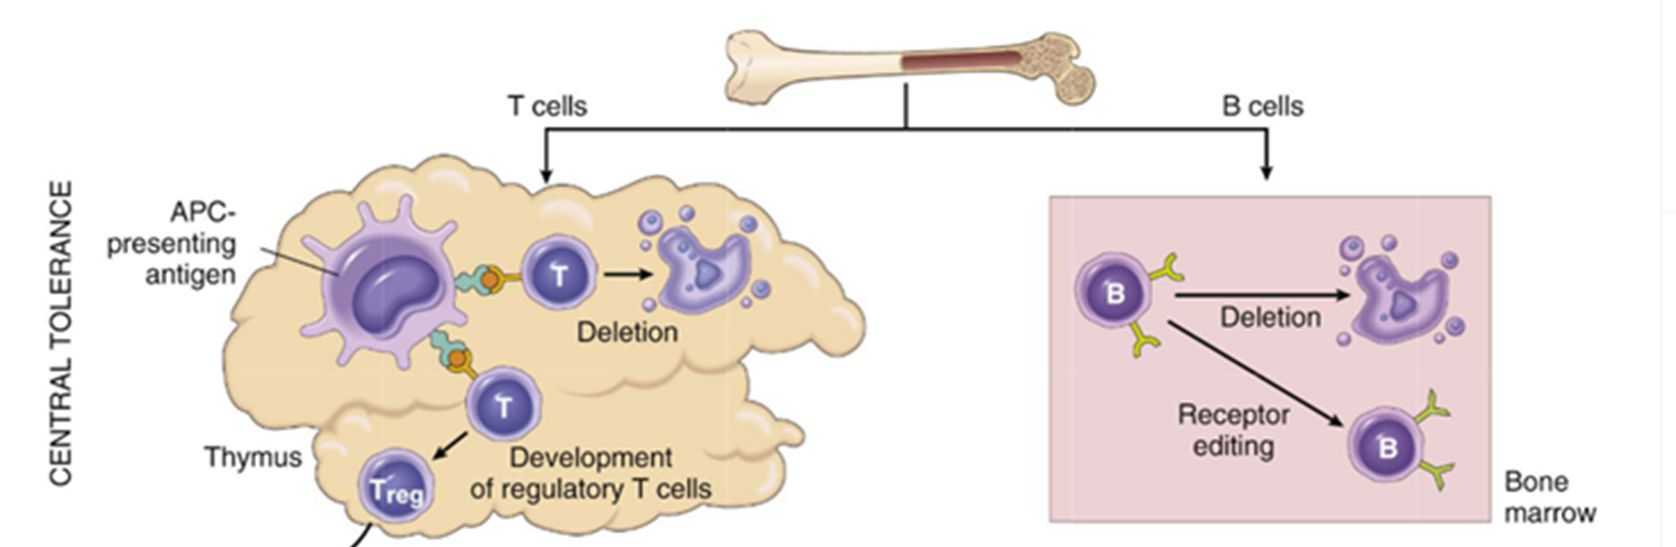 T cells
B cells
CENTRAL TOLERANCE
APC-
presenting
antigen
T
Deletion
T
Thymus
Development
of regulatory T cells
Treg
B
Deletion
Receptor
editing
B
Bone
marrow